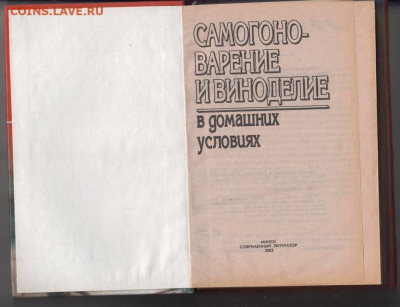 COINS.LAVE.RU
САМОГОНО-
ВАРЕНИЕ
И ВИНОДЕЛИЕ
в домашних
условиях
МИНСК
СОВРЕМЕННЫЙ ЛИТЕРАТОР